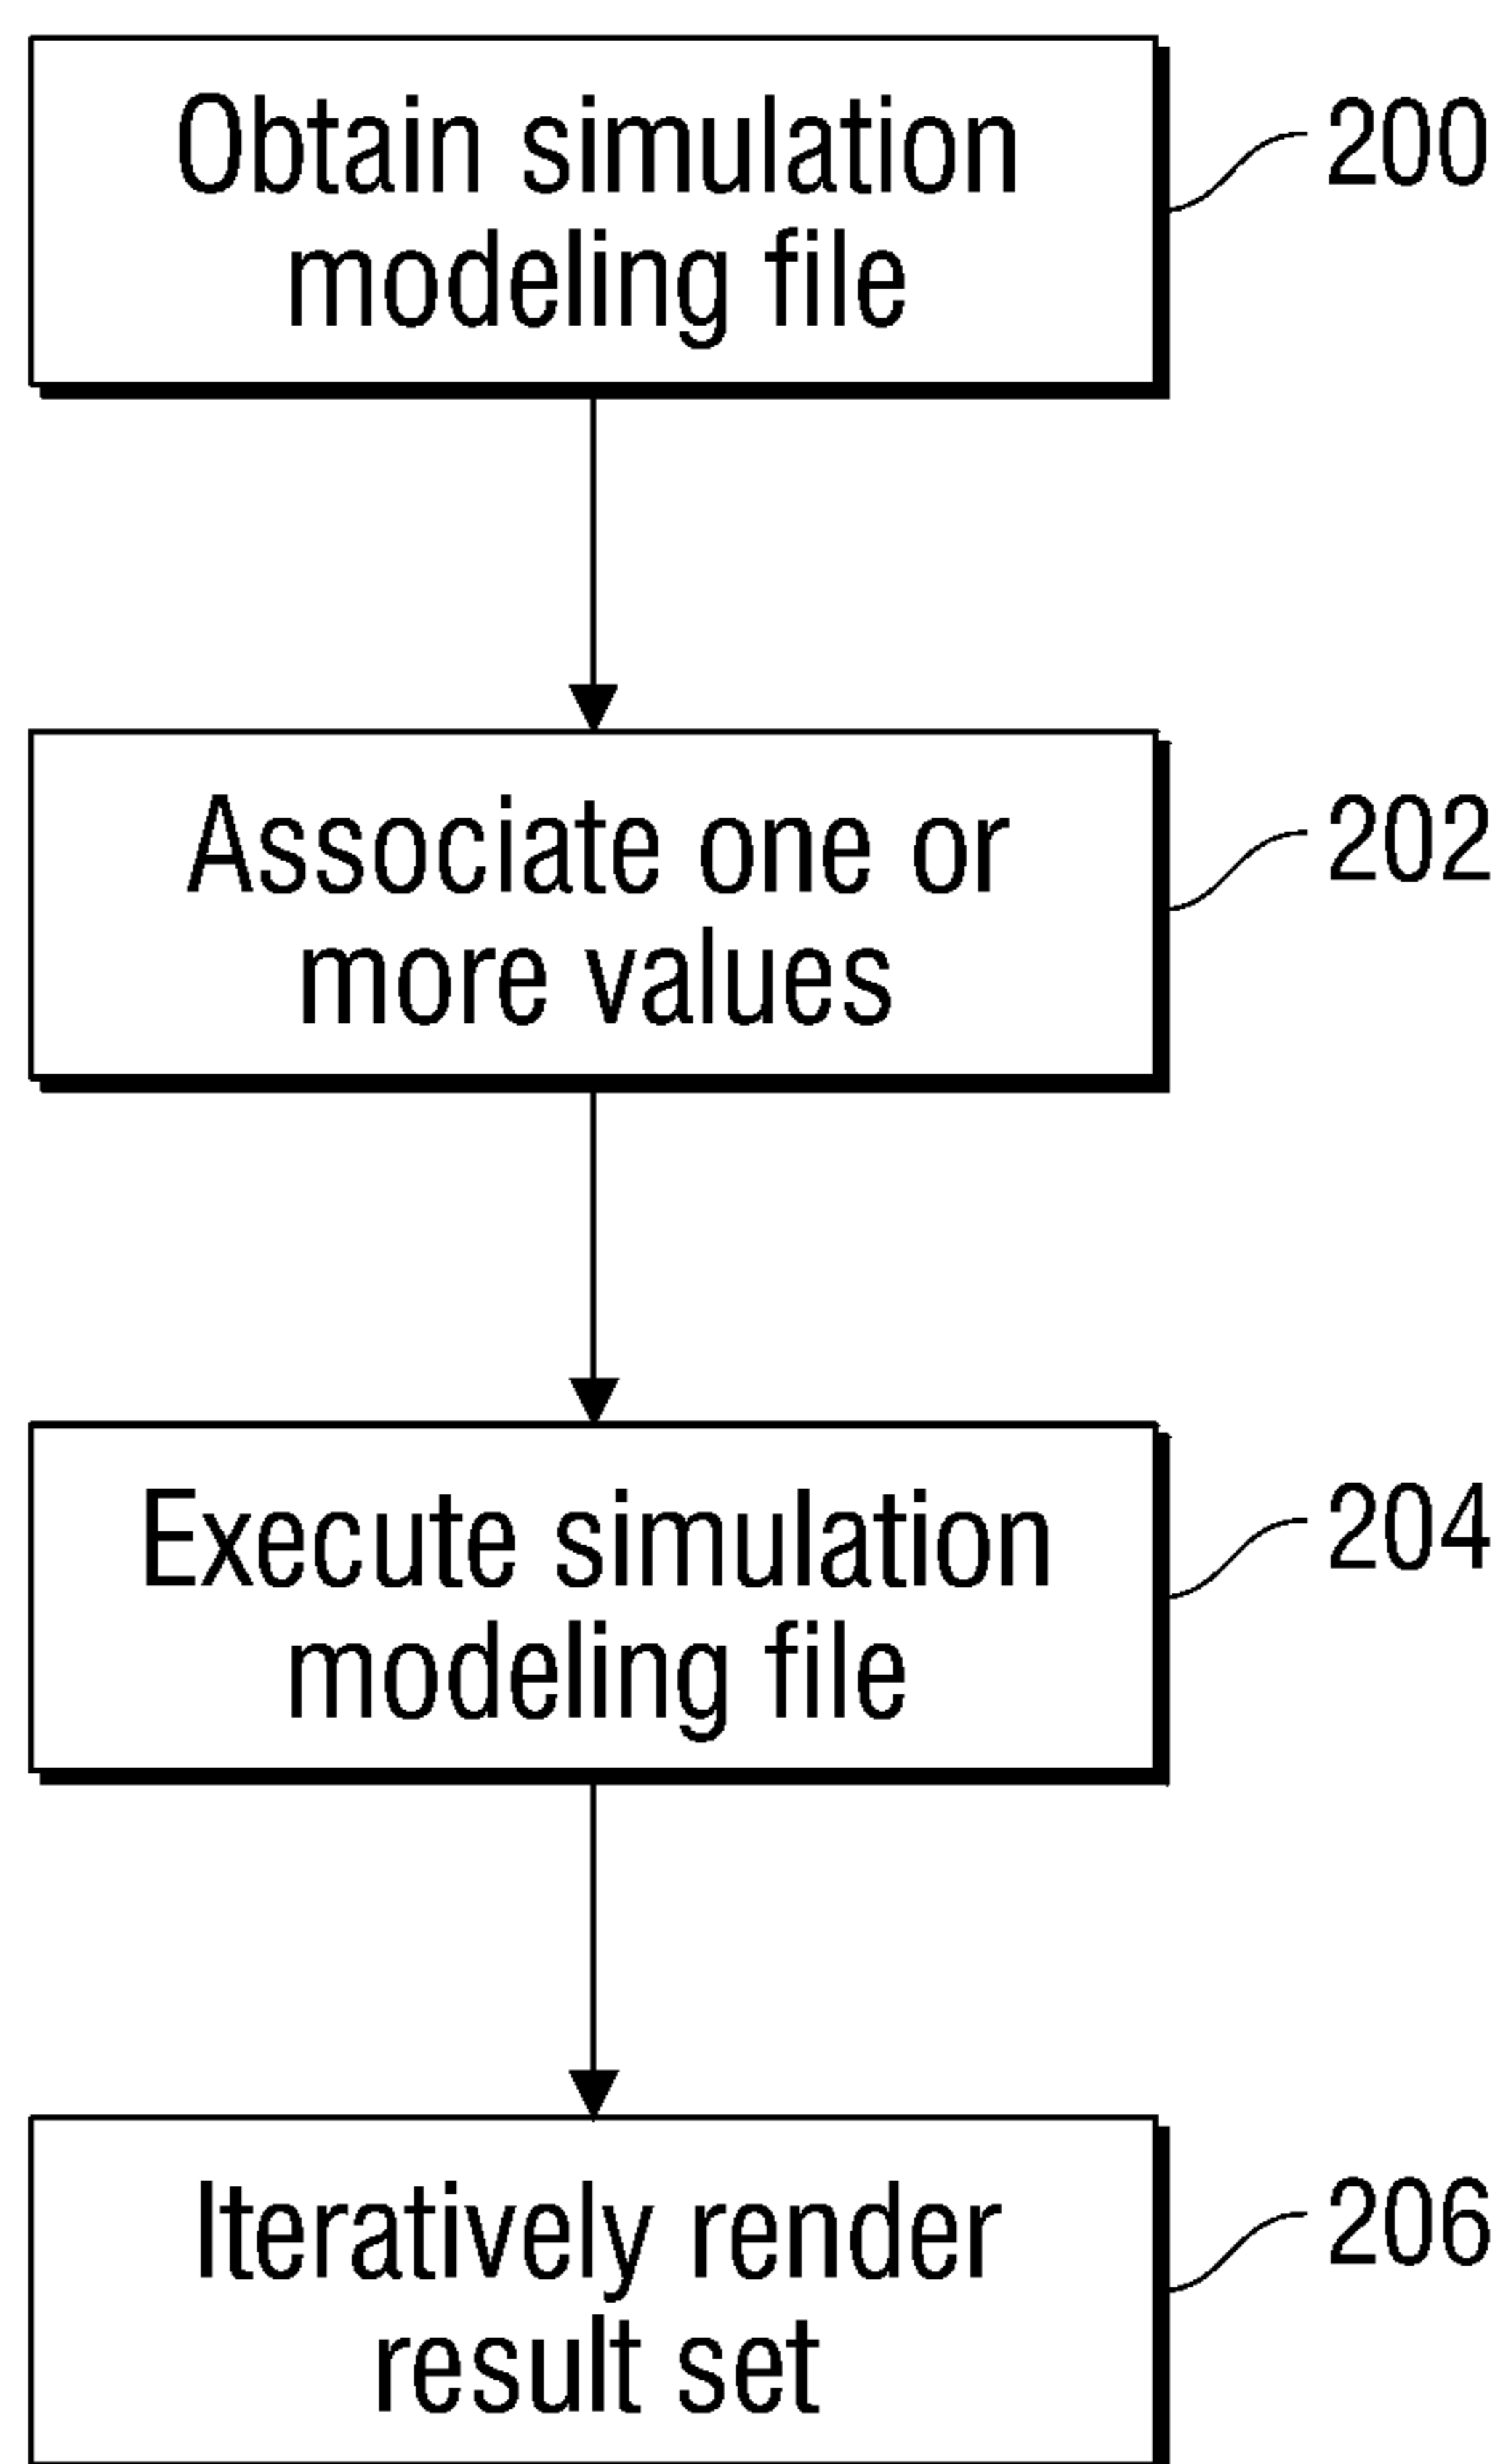 Obtain simulation
modeling file
200
Associate one or
more values
202
Execute simulation
modeling file
204
Iteratively render
result set
206